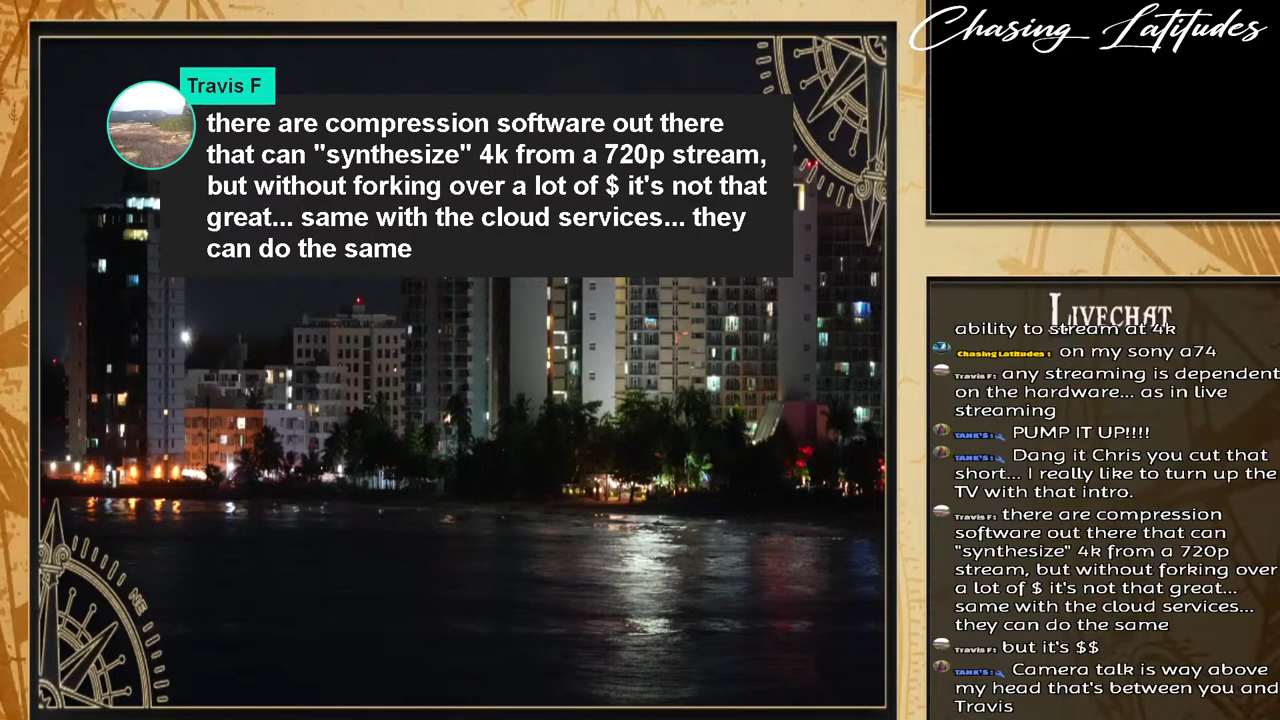 Chasing Latitudes
Travis F
there are compression software out there
that can "synthesize" 4k from a 720p stream,
but without forking over a lot of $ it's not that
great... same with the cloud services... they
can do the same
NE
LIVECHAT
ability to stream at 4k
Chasing Latitudes : on my sony a74
Travis F: any streaming is dependent
on the hardware... as in live
streaming
TANK'S : PUMP IT UP!!!!
TANK'S : Dang it Chris you cut that
short... I really like to turn up the
TV with that intro.
Travis F: there are compression
software out there that can
"synthesize" 4k from a 720p
stream, but without forking over
a lot of $ it's not that great...
same with the cloud services...
they can do the same
Travis F: but it's $$
TANK'S : Camera talk is way above
my head that's between you and
Travis